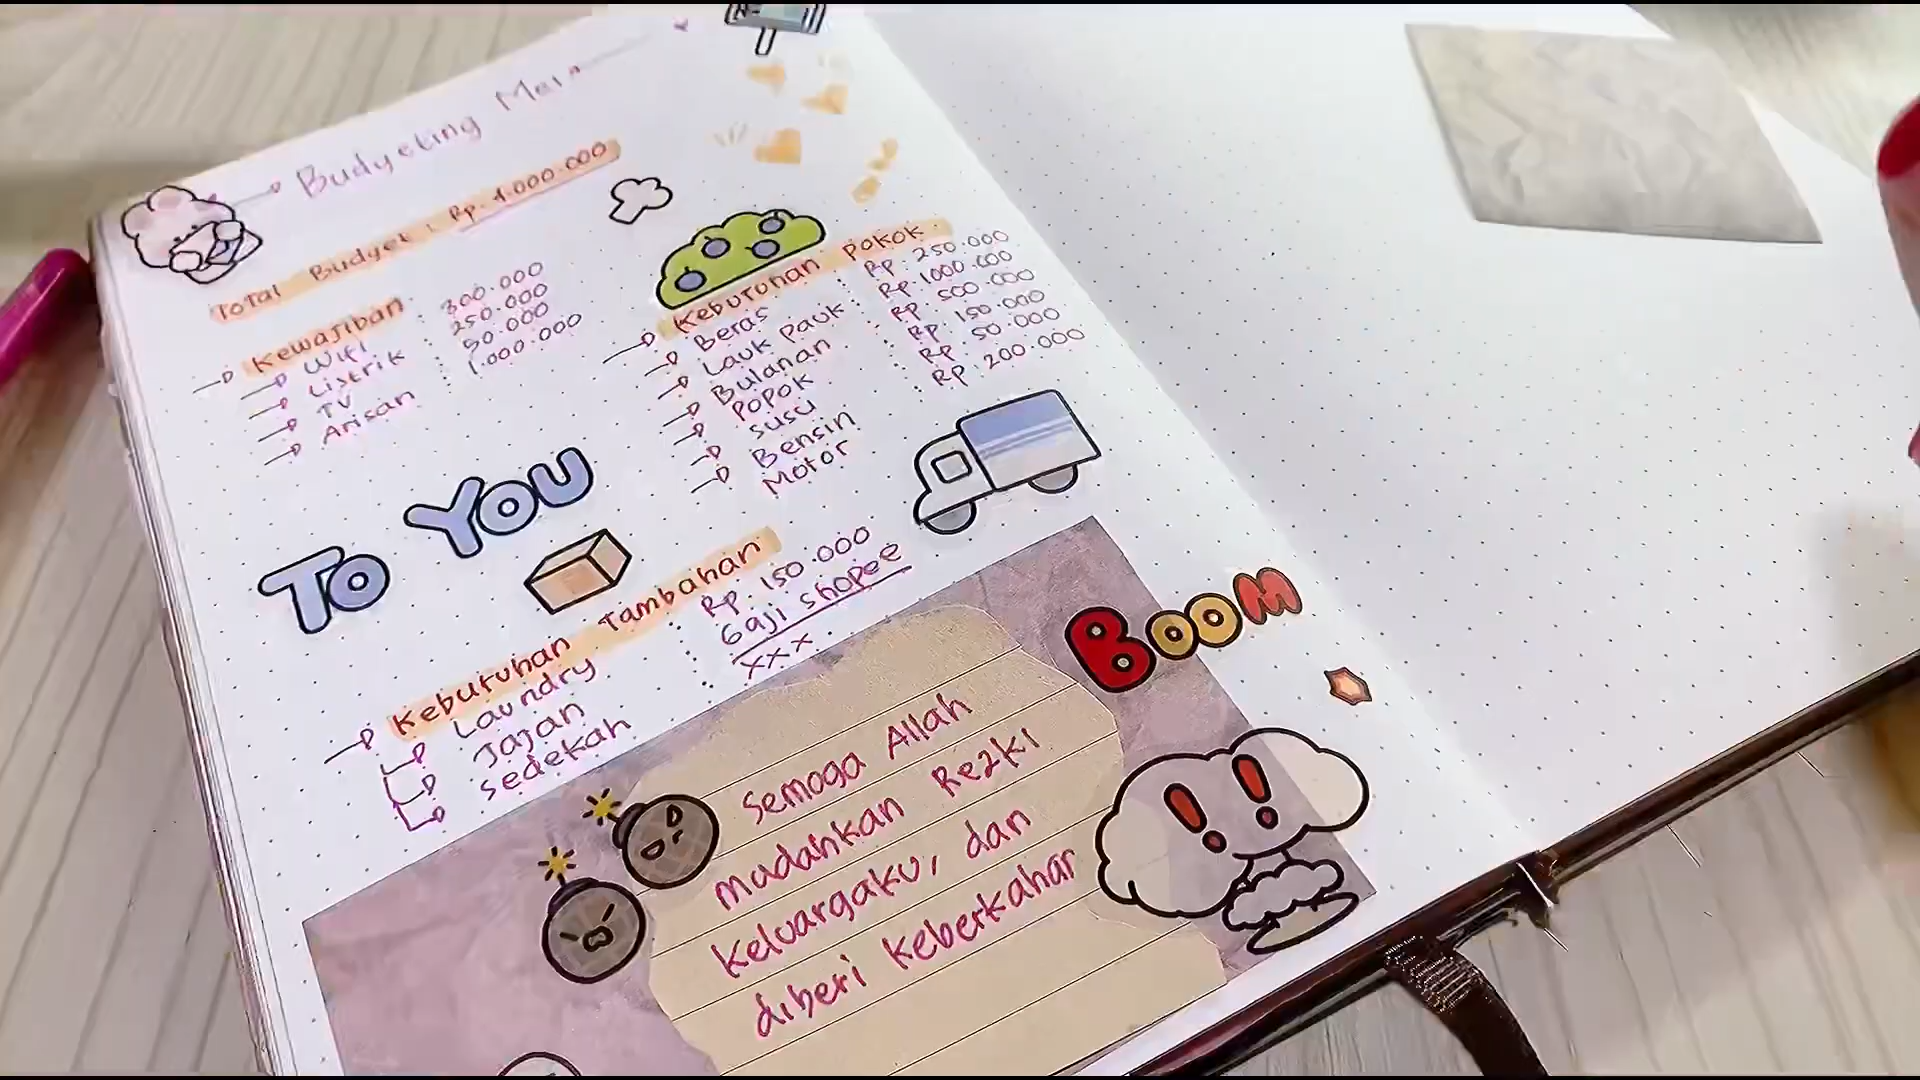 Budgeting Mei
Total Budget : Rp. 4.000.000
Kewajiban
Wifi : 300.000
Listrik : 250.000
TV : 50.000
Arisan : 1.000.000
Kebutuhan Pokok
Beras : Rp. 250.000
Lauk Pauk : Rp. 1000.000
Bulanan : Rp. 500.000
Popok : Rp. 150.000
Susu : Rp. 50.000
Bensin : Rp. 200.000
Motor
To You
Kebutuhan Tambahan
Laundry : Rp. 150.000
Jajan : Gaji Shopee
Sedekah : xxx.
BOOM
Semoga Allah
mudahkan Rezki
Keluargaku, dan
diberi Keberkahan